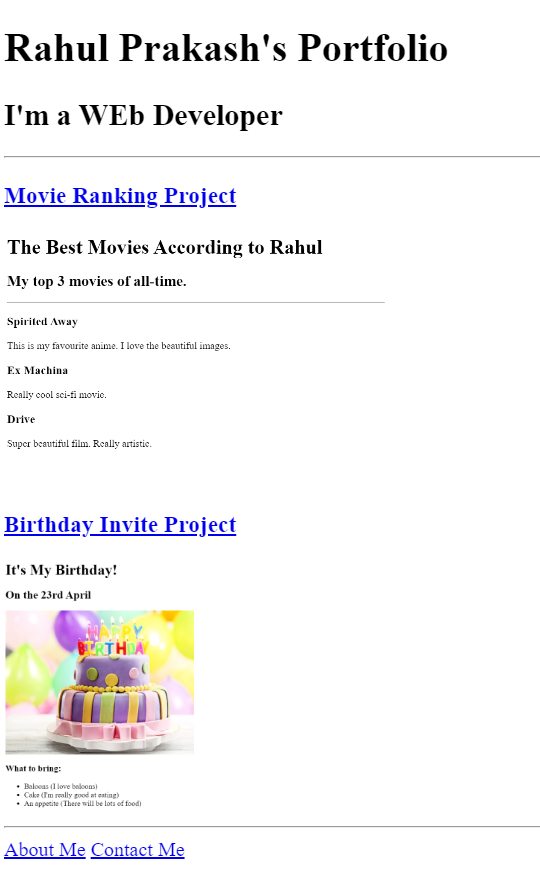 Rahul Prakash's Portfolio
I'm a WEb Developer
Movie Ranking Project
The Best Movies According to Rahul
My top 3 movies of all-time.
Spirited Away
This is my favourite anime. I love the beautiful images.
Ex Machina
Really cool sci-fi movie.
Drive
Super beautiful film. Really artistic.
Birthday Invite Project
It's My Birthday!
On the 23rd April
HAPPY
BIRTHDAY
What to bring:
Baloons (I love baloons)
Cake (I'm really good at eating)
An appetite (There will be lots of food)
About Me Contact Me